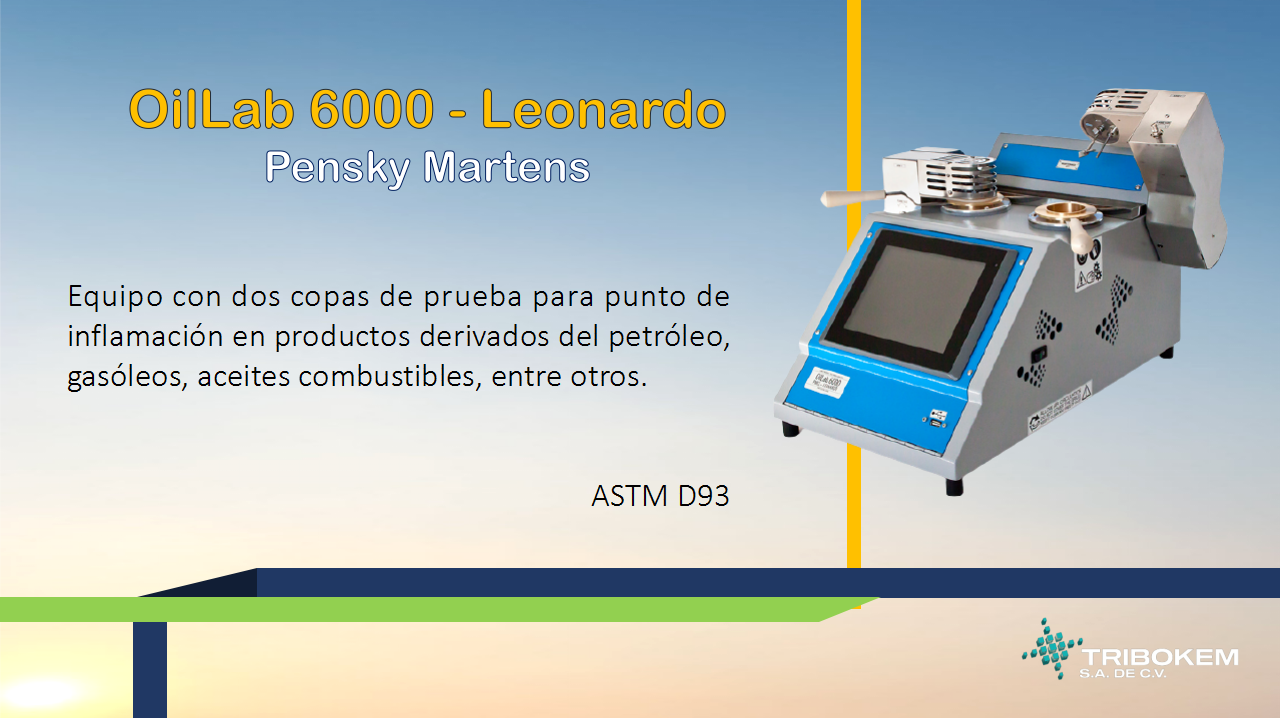 OilLab 6000 - Leonardo
Pensky Martens
Equipo con dos copas de prueba para punto de
inflamación en productos derivados del petróleo,
gasóleos, aceites combustibles, entre otros.
ASTM D93
OilLab6000
TRIBOKEM
S.A. DE C.V.